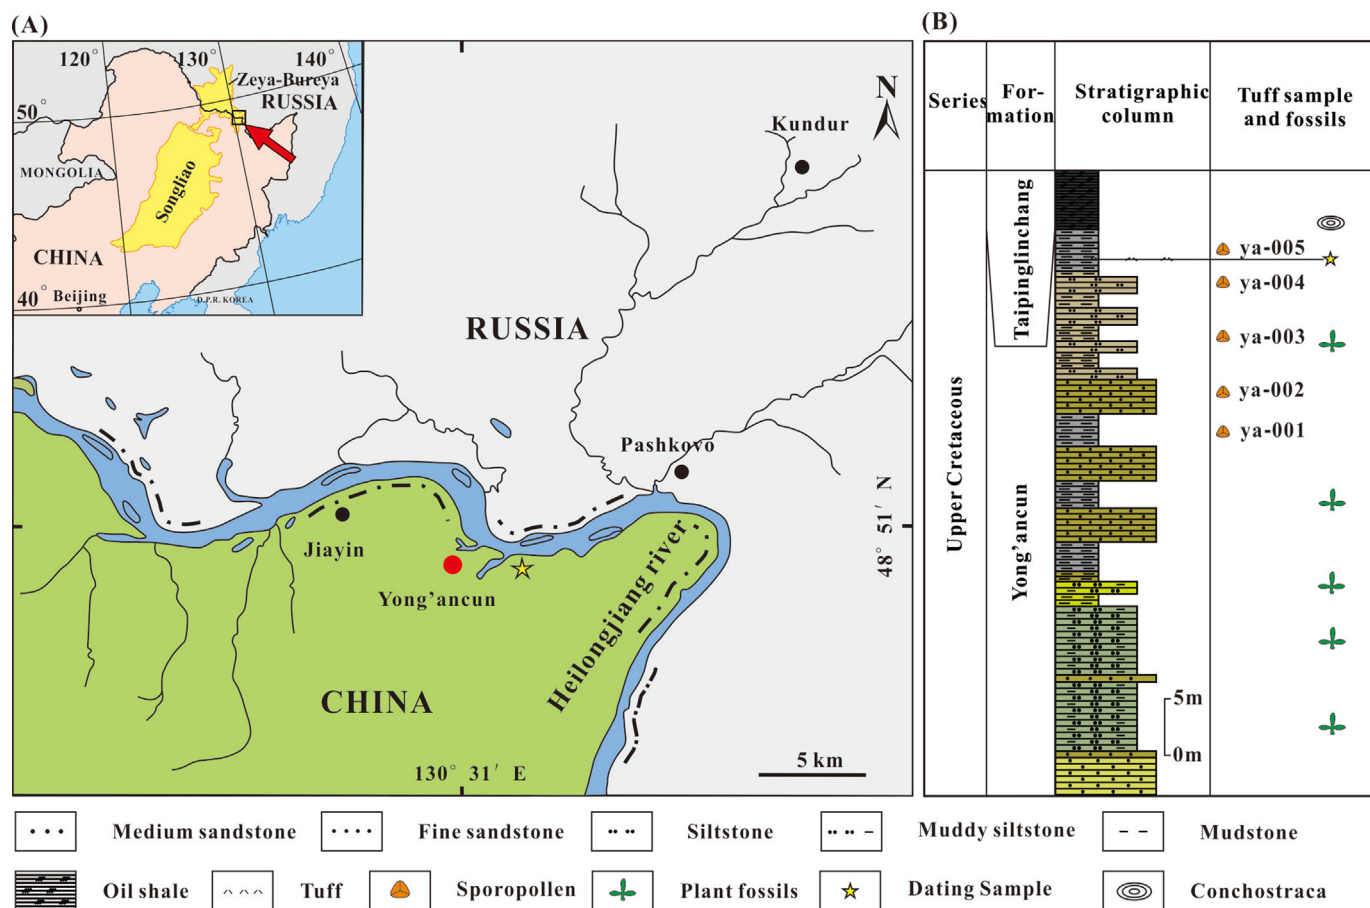 (A)
120°
130°
140°
Zeya-Bureya
RUSSIA
50°
MONGOLIA
Songliao
CHINA
Beijing
D.P.R. KOREA
40°
N
Kundur
RUSSIA
Pashkovo
Jiayin
Yong'ancun
Heilongjiang river
48° 51′ N
CHINA
130° 31′ E
5 km
(B)
Series
For-
mation
Stratigraphic
column
Tuff sample
and fossils
Upper Cretaceous
Taipinglinchang
Yong'ancun
ya-005
ya-004
ya-003
ya-002
ya-001
5m
0m
Medium sandstone
Fine sandstone
Siltstone
Muddy siltstone
Mudstone
Oil shale
Tuff
Sporopollen
Plant fossils
Dating Sample
Conchostraca